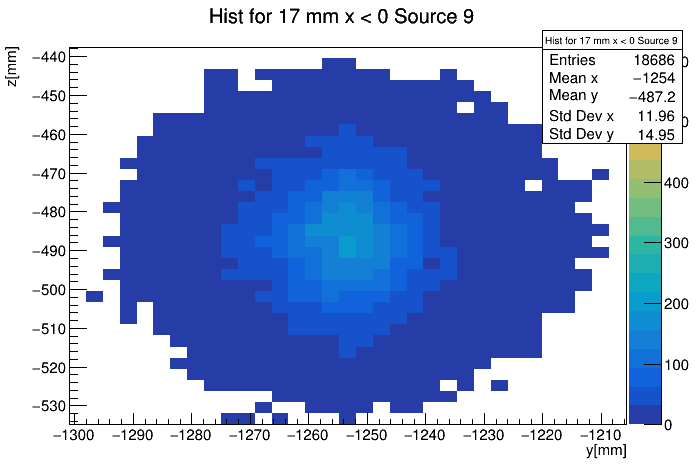 Hist for 17 mm x < 0 Source 9
z[mm]
−440
−450
−460
−470
−480
−490
−500
−510
−520
−530
−1300 −1290 −1280 −1270 −1260 −1250 −1240 −1230 −1220 −1210
y[mm]
Hist for 17 mm x < 0 Source 9
Entries 18686
Mean x −1254
Mean y −487.2
Std Dev x 11.96
Std Dev y 14.95
0
0
400
300
200
100
0